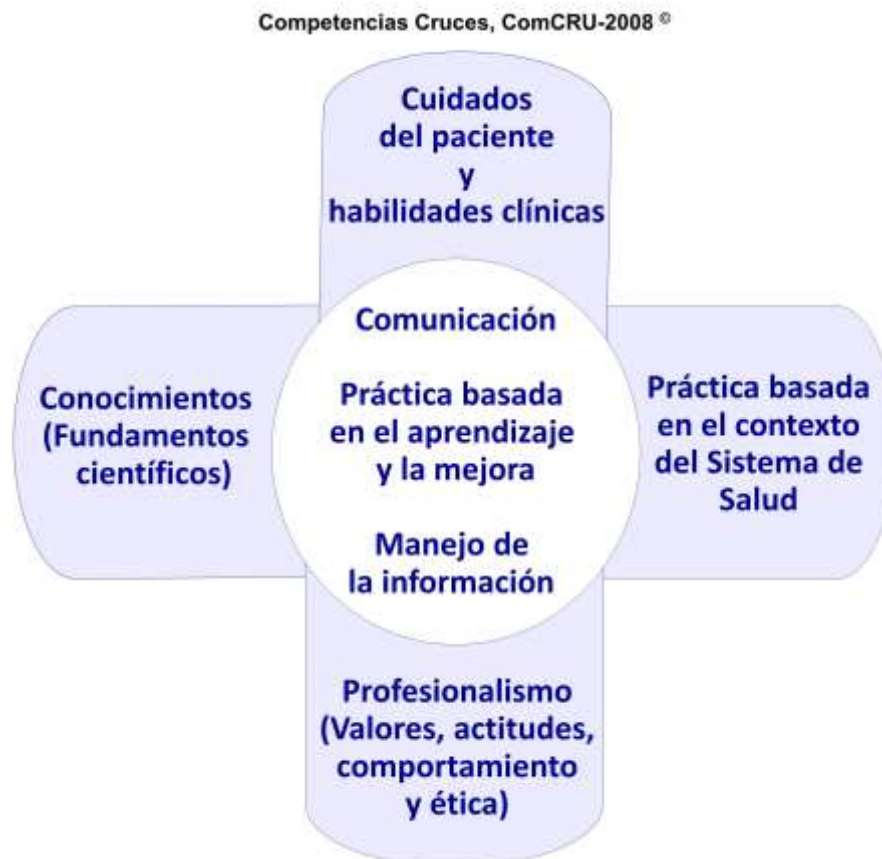 Competencias Cruces, ComCRU-2008 ©
Cuidados
del paciente
y
habilidades clínicas
Conocimientos
(Fundamentos
científicos)
Comunicación
Práctica basada
en el aprendizaje
y la mejora
Manejo de
la información
Práctica basada
en el contexto
del Sistema de
Salud
Profesionalismo
(Valores, actitudes,
comportamiento
y ética)